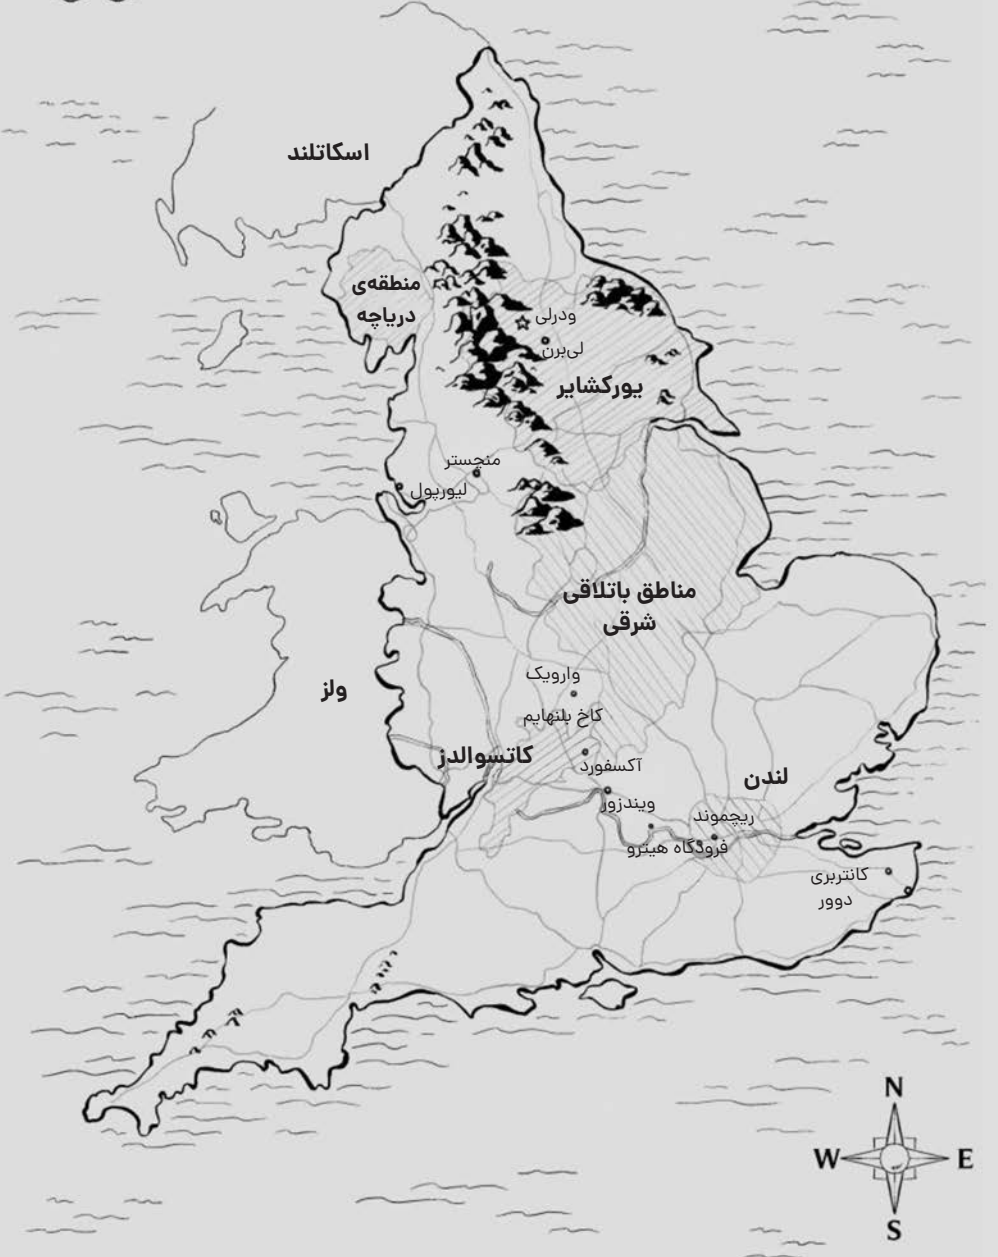 اسکاتلند
منطقه‌ی
دریاچه
ودرلی
لی‌برن
یورکشایر
منچستر
لیورپول
مناطق باتلاقی
شرقی
وارویک
ولز
کاخ بلنهایم
کاتسوالدز
آکسفورد
لندن
ویندزور
ریچموند
فرودگاه هیترو
کانتربری
دوور
N
W
E
S